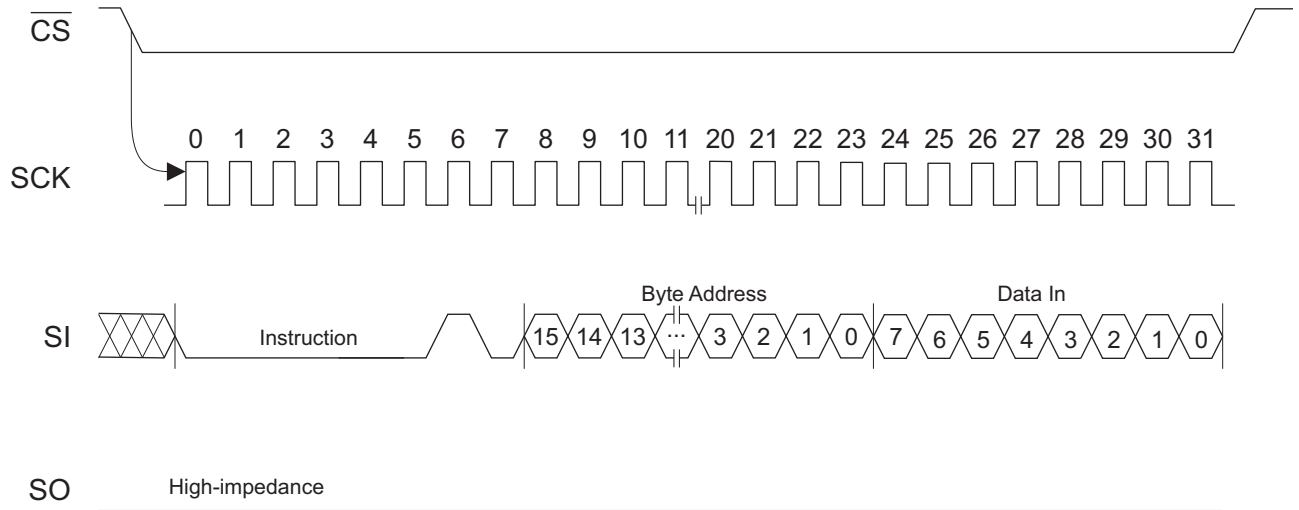 CS
0 1 2 3 4 5 6 7 8 9 10 11 20 21 22 23 24 25 26 27 28 29 30 31
SCK
Byte Address Data In
SI Instruction 15 14 13 ... 3 2 1 0 7 6 5 4 3 2 1 0
SO High-impedance